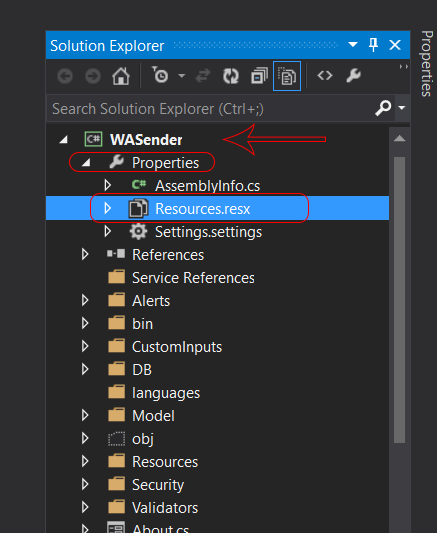 Solution Explorer
Search Solution Explorer (Ctrl+;)
C# WASender
Properties
C# AssemblyInfo.cs
Resources.resx
Settings.settings
References
Service References
Alerts
bin
CustomInputs
DB
languages
Model
obj
Resources
Security
Validators
About.cs
Properties